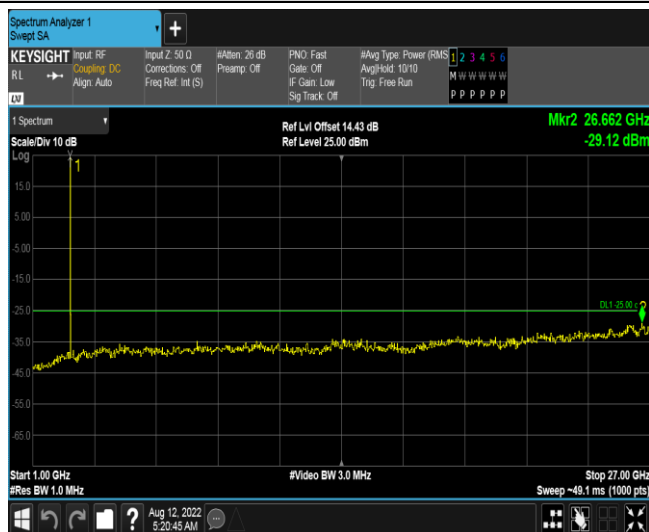 Spectrum Analyzer 1
Swept SA
KEYSIGHT
RL
LXI
Input: RF
Coupling: DC
Align: Auto
Input Z: 50 Ω
Corrections: Off
Freq Ref: Int (S)
#Atten: 26 dB
Preamp: Off
PNO: Fast
Gate: Off
IF Gain: Low
Sig Track: Off
#Avg Type: Power (RMS
Avg|Hold: 10/10
Trig: Free Run
1 2 3 4 5 6
M W W W W W
P P P P P P
1 Spectrum
Scale/Div 10 dB
Ref Lvl Offset 14.43 dB
Ref Level 25.00 dBm
Mkr2 26.662 GHz
-29.12 dBm
Log
1
15.0
5.00
-5.00
-15.0
-25.0
DL1 -25.00
2
-35.0
-45.0
-55.0
-65.0
Start 1.00 GHz
#Video BW 3.0 MHz
Stop 27.00 GHz
#Res BW 1.0 MHz
Sweep ~49.1 ms (1000 pts)
?
Aug 12, 2022
5:20:45 AM